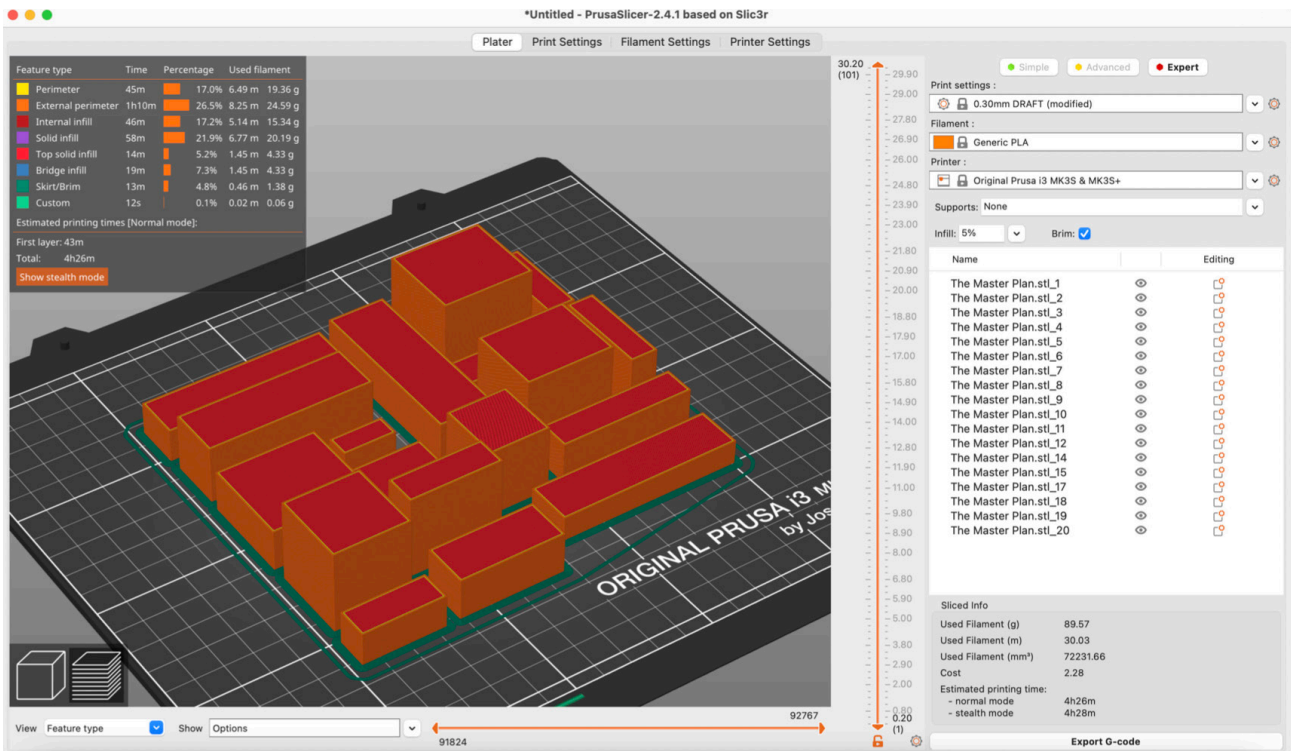 *Untitled - PrusaSlicer-2.4.1 based on Slic3r
Plater Print Settings Filament Settings Printer Settings
Feature type Time Percentage Used filament
Perimeter 45m 17.0% 6.49 m 19.36 g
External perimeter 1h10m 26.5% 8.25 m 24.59 g
Internal infill 46m 17.2% 5.14 m 15.34 g
Solid infill 58m 21.9% 6.77 m 20.19 g
Top solid infill 14m 5.2% 1.45 m 4.33 g
Bridge infill 19m 7.3% 1.45 m 4.33 g
Skirt/Brim 13m 4.8% 0.46 m 1.38 g
Custom 12s 0.1% 0.02 m 0.06 g
Estimated printing times [Normal mode]:
First layer: 43m
Total: 4h26m
Show stealth mode
ORIGINAL PRUSA i3 M
by Jos
View Feature type Show Options
91824
92767
30.20
(101)
29.90
29.00
27.80
26.90
26.00
24.80
23.90
23.00
21.80
20.90
20.00
18.80
17.90
17.00
15.80
14.90
14.00
12.80
11.90
11.00
9.80
8.90
8.00
6.80
5.90
5.00
3.80
2.90
2.00
0.80
0.20
(1)
Simple Advanced Expert
Print settings :
0.30mm DRAFT (modified)
Filament :
Generic PLA
Printer :
Original Prusa i3 MK3S & MK3S+
Supports: None
Infill: 5% Brim:
Name Editing
The Master Plan.stl_1
The Master Plan.stl_2
The Master Plan.stl_3
The Master Plan.stl_4
The Master Plan.stl_5
The Master Plan.stl_6
The Master Plan.stl_7
The Master Plan.stl_8
The Master Plan.stl_9
The Master Plan.stl_10
The Master Plan.stl_11
The Master Plan.stl_12
The Master Plan.stl_14
The Master Plan.stl_15
The Master Plan.stl_17
The Master Plan.stl_18
The Master Plan.stl_19
The Master Plan.stl_20
Sliced Info
Used Filament (g) 89.57
Used Filament (m) 30.03
Used Filament (mm³) 72231.66
Cost 2.28
Estimated printing time:
- normal mode 4h26m
- stealth mode 4h28m
Export G-code